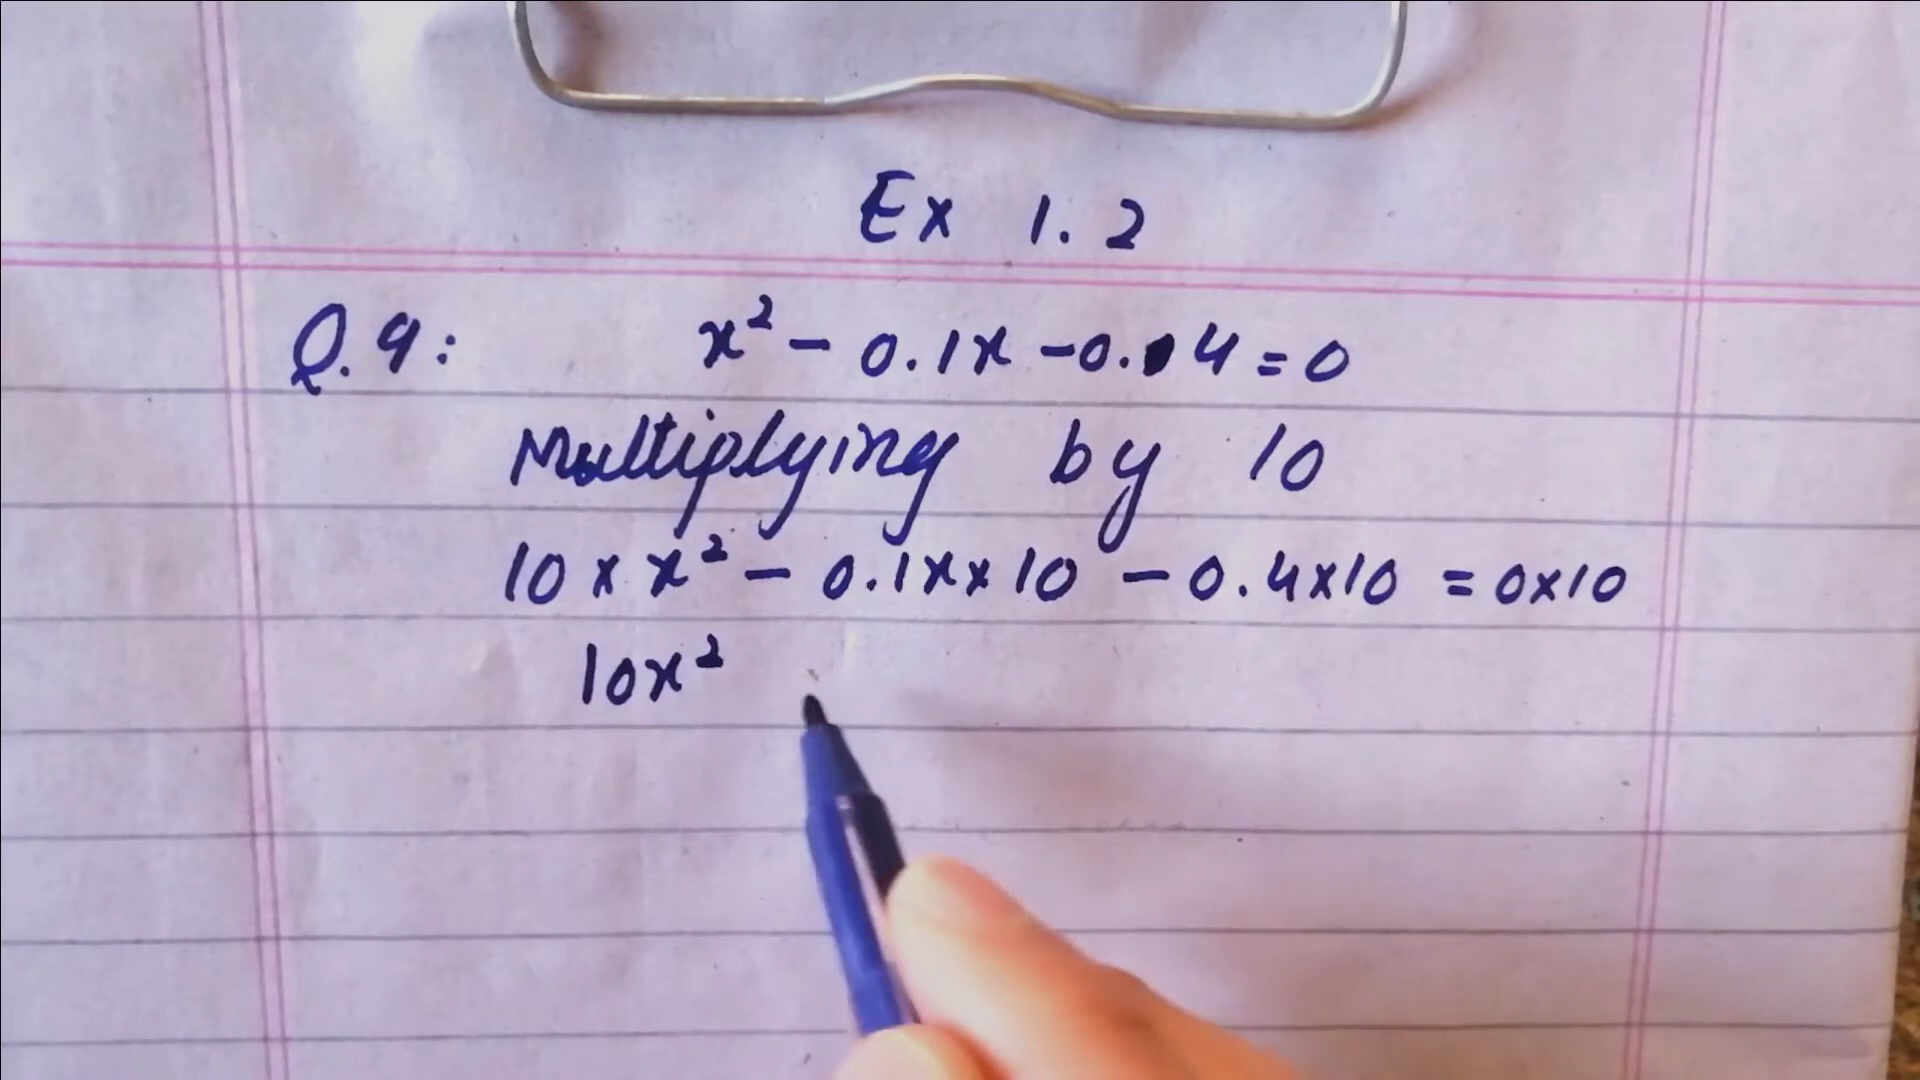 Ex 1.2
Q.9: x² - 0.1x - 0.4 = 0
Multiplying by 10
10 × x² - 0.1x × 10 - 0.4 × 10 = 0 × 10
10x²